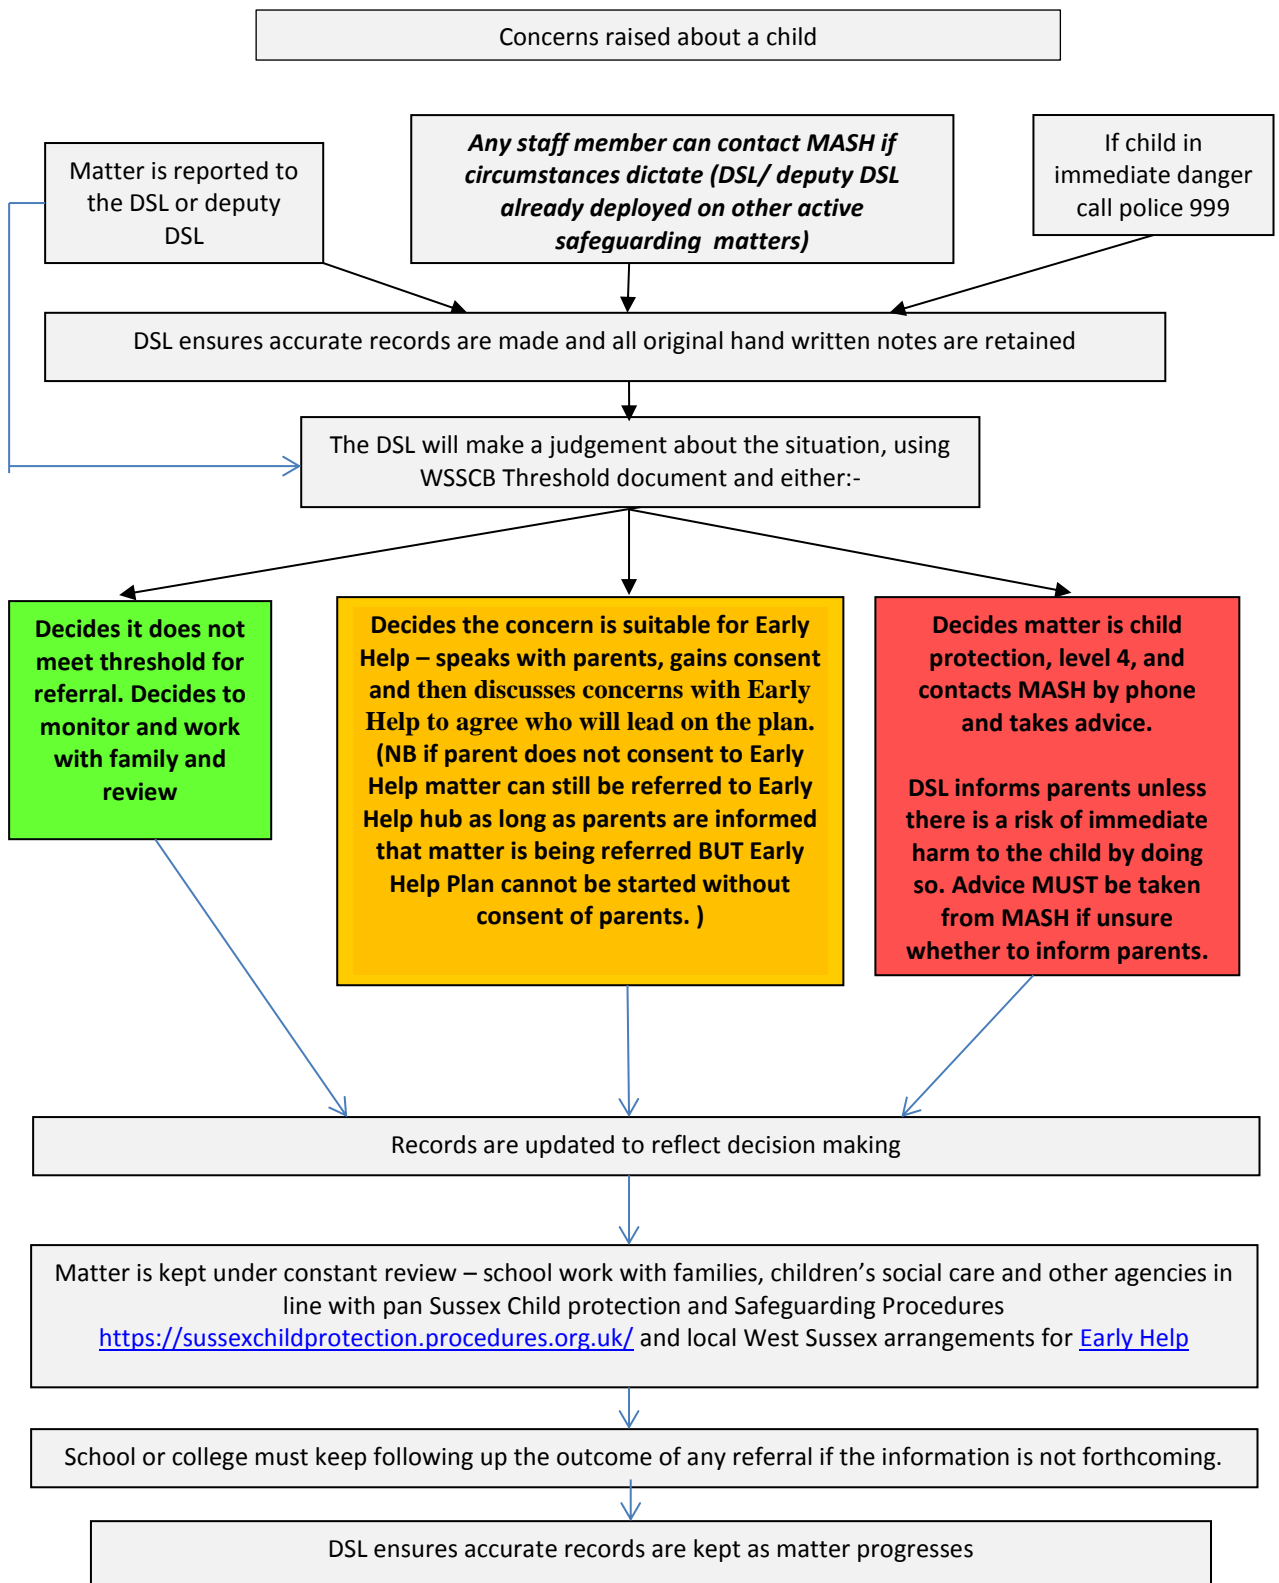 Concerns raised about a child
Matter is reported to
the DSL or deputy
DSL
Any staff member can contact MASH if
circumstances dictate (DSL/ deputy DSL
already deployed on other active
safeguarding matters)
If child in
immediate danger
call police 999
DSL ensures accurate records are made and all original hand written notes are retained
The DSL will make a judgement about the situation, using
WSSCB Threshold document and either:-
Decides it does not
meet threshold for
referral. Decides to
monitor and work
with family and
review
Decides the concern is suitable for Early
Help – speaks with parents, gains consent
and then discusses concerns with Early
Help to agree who will lead on the plan.
(NB if parent does not consent to Early
Help matter can still be referred to Early
Help hub as long as parents are informed
that matter is being referred BUT Early
Help Plan cannot be started without
consent of parents. )
Decides matter is child
protection, level 4, and
contacts MASH by phone
and takes advice.
DSL informs parents unless
there is a risk of immediate
harm to the child by doing
so. Advice MUST be taken
from MASH if unsure
whether to inform parents.
Records are updated to reflect decision making
Matter is kept under constant review – school work with families, children’s social care and other agencies in
line with pan Sussex Child protection and Safeguarding Procedures
https://sussexchildprotection.procedures.org.uk/ and local West Sussex arrangements for Early Help
School or college must keep following up the outcome of any referral if the information is not forthcoming.
DSL ensures accurate records are kept as matter progresses